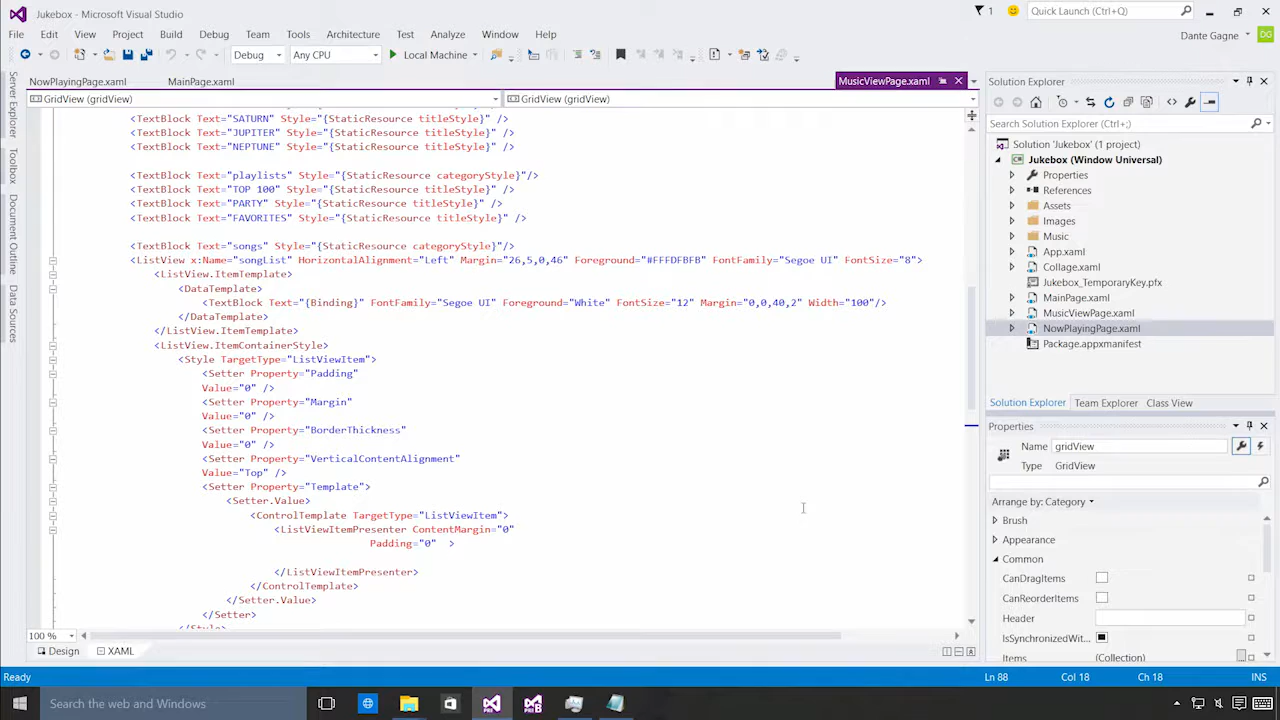 Jukebox - Microsoft Visual Studio
1
Quick Launch (Ctrl+Q)
File Edit View Project Build Debug Team Tools Architecture Test Analyze Window Help
Dante Gagne
DG
Debug
Any CPU
Local Machine
NowPlayingPage.xaml
MainPage.xaml
MusicViewPage.xaml
GridView (gridView)
GridView (gridView)
Server Explorer
Toolbox
Document Outline
Data Sources
<TextBlock Text="SATURN" Style="{StaticResource titleStyle}" />
<TextBlock Text="JUPITER" Style="{StaticResource titleStyle}" />
<TextBlock Text="NEPTUNE" Style="{StaticResource titleStyle}" />
<TextBlock Text="playlists" Style="{StaticResource categoryStyle}"/>
<TextBlock Text="TOP 100" Style="{StaticResource titleStyle}" />
<TextBlock Text="PARTY" Style="{StaticResource titleStyle}" />
<TextBlock Text="FAVORITES" Style="{StaticResource titleStyle}" />
<TextBlock Text="songs" Style="{StaticResource categoryStyle}"/>
<ListView x:Name="songList" HorizontalAlignment="Left" Margin="26,5,0,46" Foreground="#FFFDFBFB" FontFamily="Segoe UI" FontSize="8">
<ListView.ItemTemplate>
<DataTemplate>
<TextBlock Text="{Binding}" FontFamily="Segoe UI" Foreground="White" FontSize="12" Margin="0,0,40,2" Width="100"/>
</DataTemplate>
</ListView.ItemTemplate>
<ListView.ItemContainerStyle>
<Style TargetType="ListViewItem">
<Setter Property="Padding"
Value="0" />
<Setter Property="Margin"
Value="0" />
<Setter Property="BorderThickness"
Value="0" />
<Setter Property="VerticalContentAlignment"
Value="Top" />
<Setter Property="Template">
<Setter.Value>
<ControlTemplate TargetType="ListViewItem">
<ListViewItemPresenter ContentMargin="0"
Padding="0" >
</ListViewItemPresenter>
</ControlTemplate>
</Setter.Value>
</Setter>
</Style>
100 %
Design
XAML
Solution Explorer
Search Solution Explorer (Ctrl+;)
Solution 'Jukebox' (1 project)
Jukebox (Window Universal)
Properties
References
Assets
Images
Music
App.xaml
Collage.xaml
Jukebox_TemporaryKey.pfx
MainPage.xaml
MusicViewPage.xaml
NowPlayingPage.xaml
Package.appxmanifest
Solution Explorer Team Explorer Class View
Properties
Name gridView
Type GridView
Arrange by: Category
Brush
Appearance
Common
CanDragItems
CanReorderItems
Header
IsSynchronizedWit...
Items (Collection)
Ready
Ln 88 Col 18 Ch 18 INS
Search the web and Windows